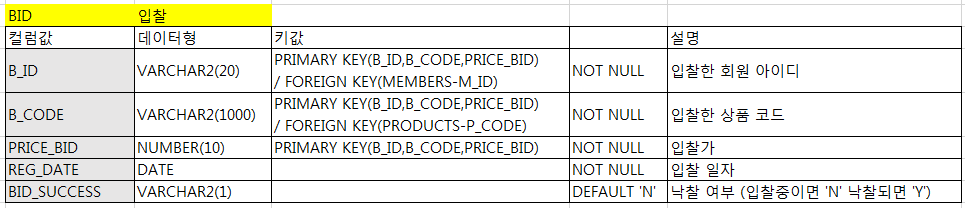 BID 입찰
컬럼값 데이터형 키값 설명
B_ID VARCHAR2(20) PRIMARY KEY(B_ID,B_CODE,PRICE_BID) NOT NULL 입찰한 회원 아이디
/ FOREIGN KEY(MEMBERS-M_ID)
B_CODE VARCHAR2(1000) PRIMARY KEY(B_ID,B_CODE,PRICE_BID) NOT NULL 입찰한 상품 코드
/ FOREIGN KEY(PRODUCTS-P_CODE)
PRICE_BID NUMBER(10) PRIMARY KEY(B_ID,B_CODE,PRICE_BID) NOT NULL 입찰가
REG_DATE DATE NOT NULL 입찰 일자
BID_SUCCESS VARCHAR2(1) DEFAULT 'N' 낙찰 여부 (입찰중이면 'N' 낙찰되면 'Y')